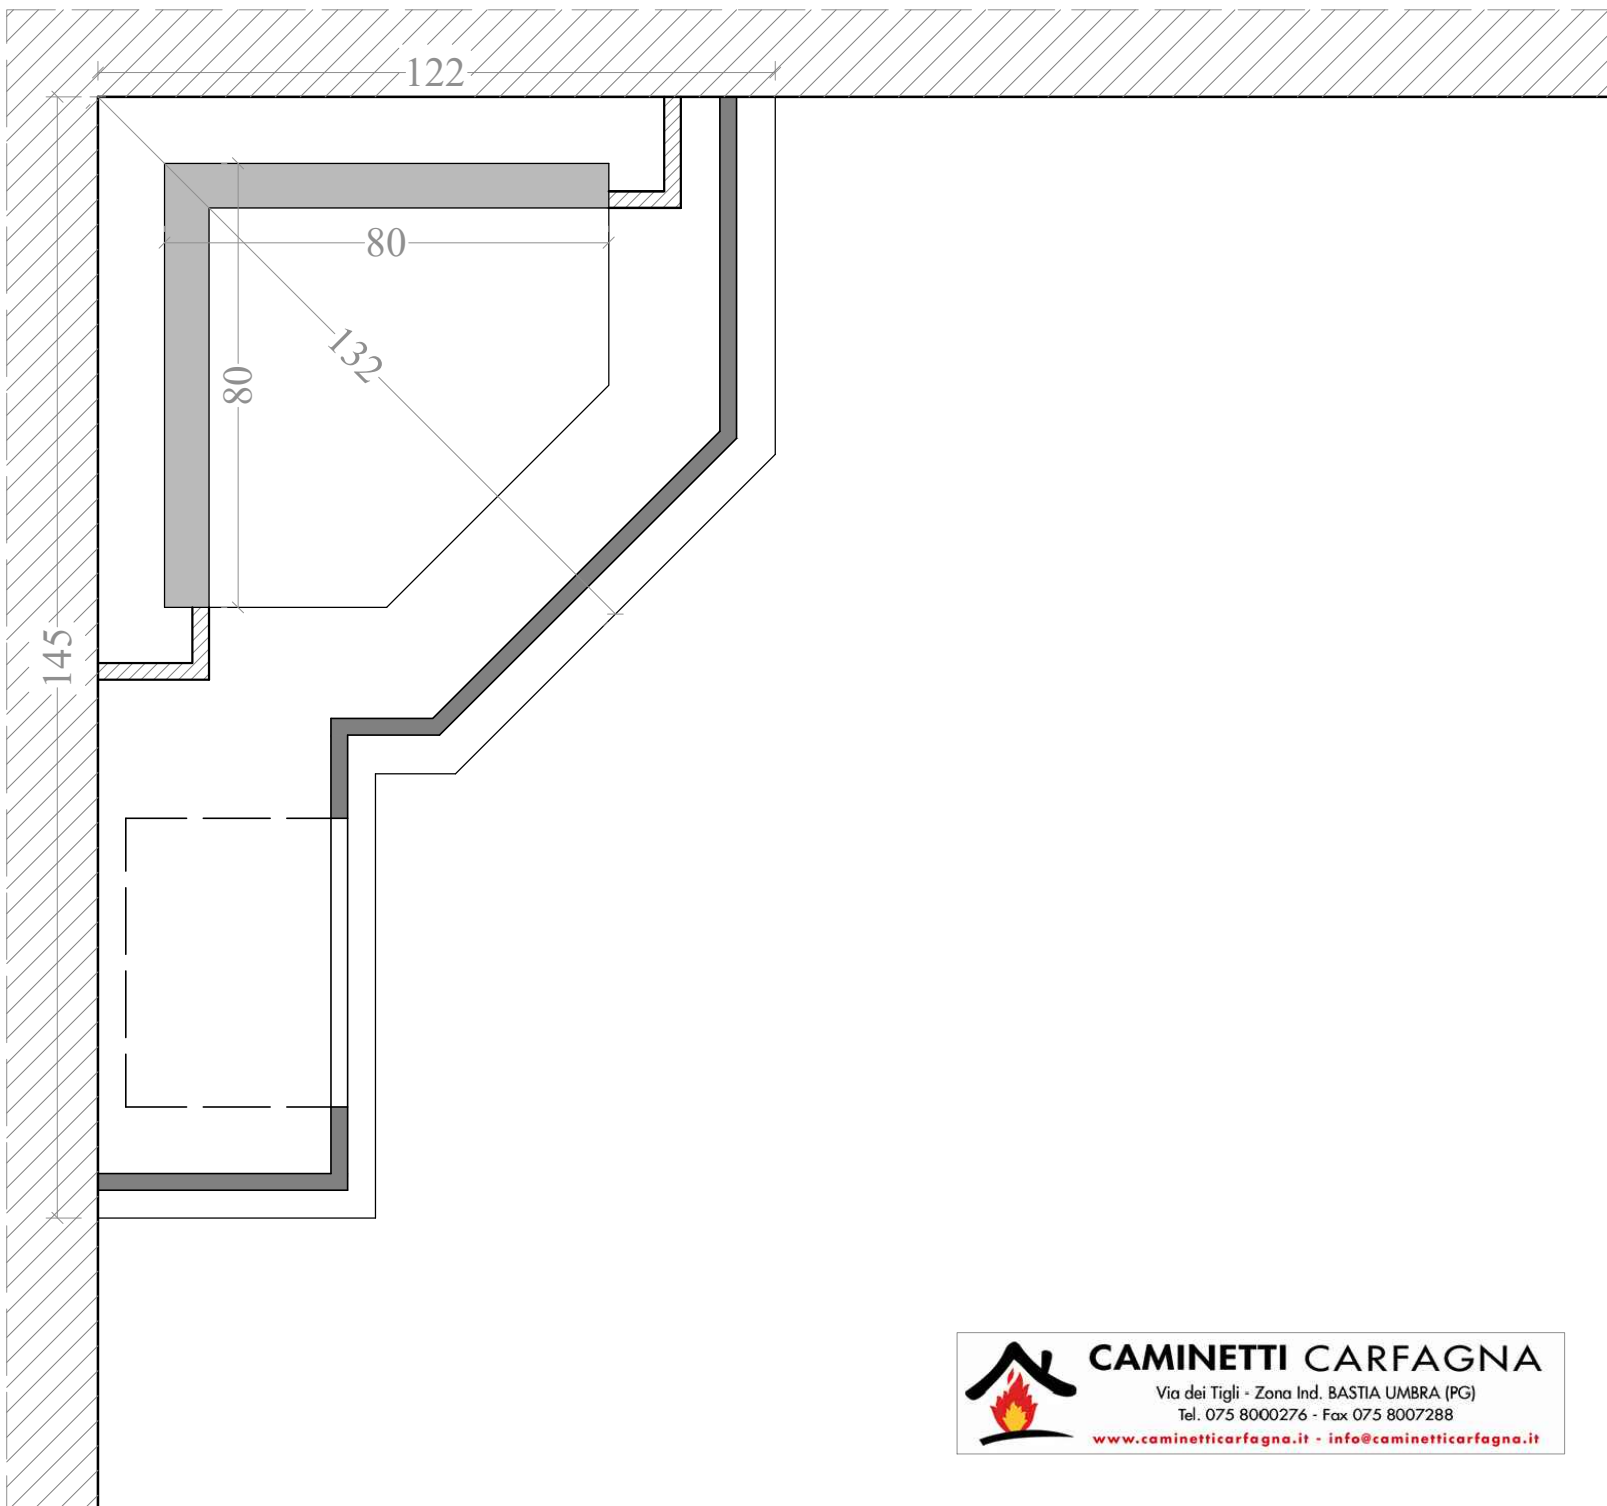 122
80
80
132
145
CAMINETTI CARFAGNA
Via dei Tigli - Zona Ind. BASTIA UMBRA (PG)
Tel. 075 8000276 - Fax 075 8007288
www.caminetticarfagna.it - info@caminetticarfagna.it